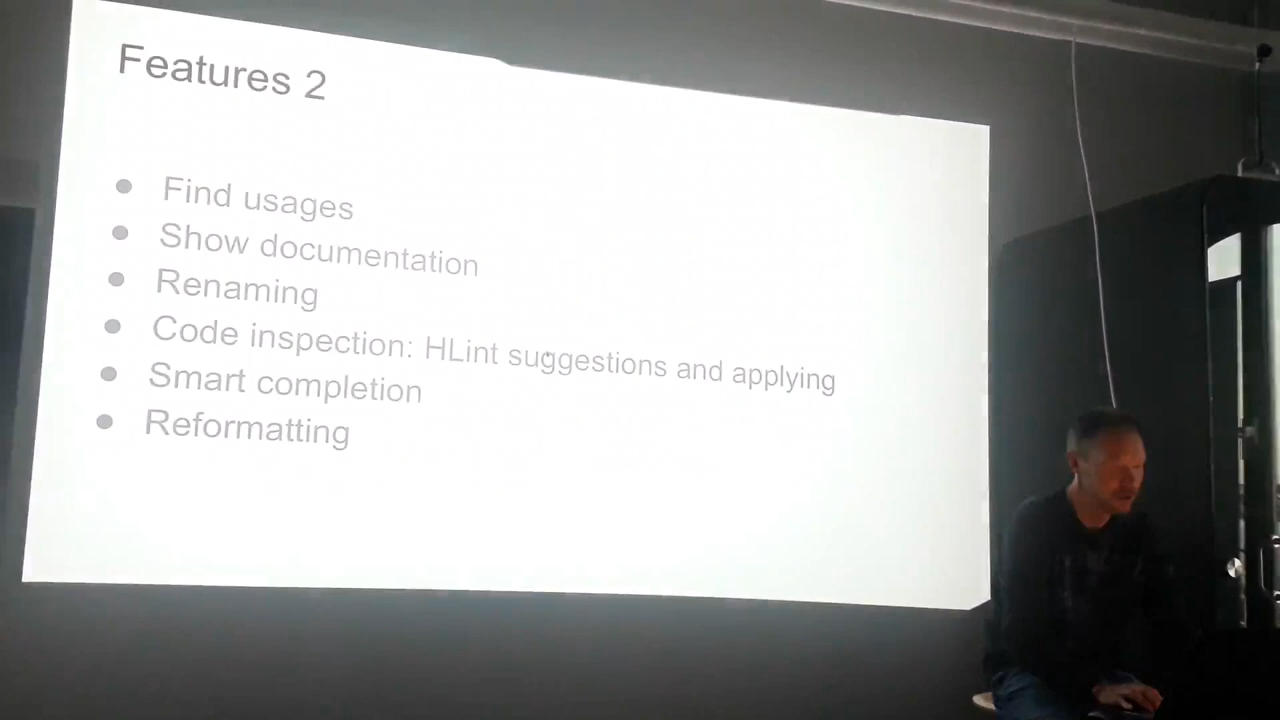 Features 2
● Find usages
● Show documentation
● Renaming
● Code inspection: HLint suggestions and applying
● Smart completion
● Reformatting